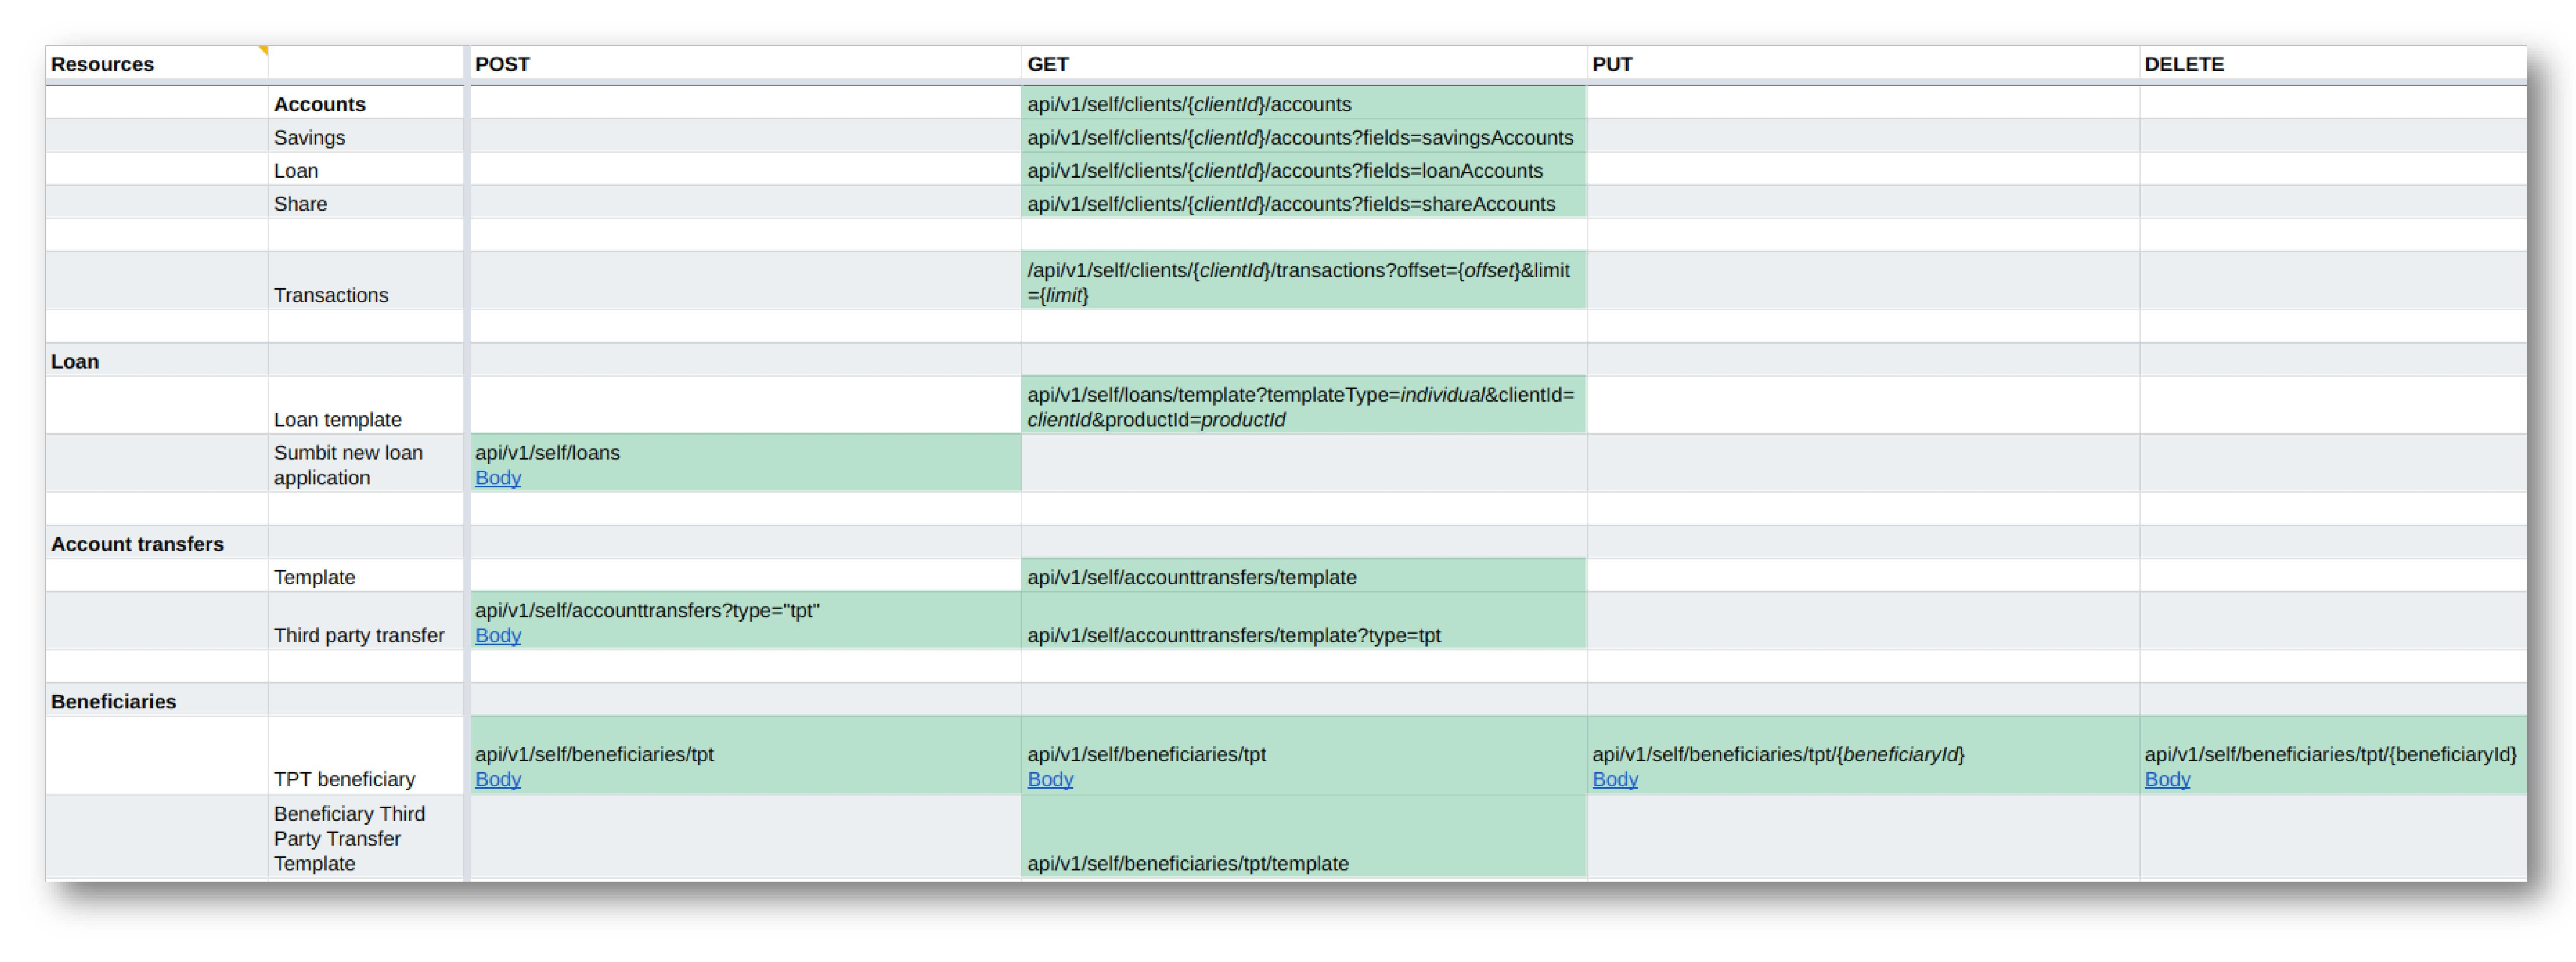 Resources POST GET PUT DELETE
Accounts api/v1/self/clients/{clientId}/accounts
Savings api/v1/self/clients/{clientId}/accounts?fields=savingsAccounts
Loan api/v1/self/clients/{clientId}/accounts?fields=loanAccounts
Share api/v1/self/clients/{clientId}/accounts?fields=shareAccounts
/api/v1/self/clients/{clientId}/transactions?offset={offset}&limit
Transactions ={limit}
Loan
api/v1/self/loans/template?templateType=individual&clientId=
Loan template clientId&productId=productId
Sumbit new loan api/v1/self/loans
application Body
Account transfers
Template api/v1/self/accounttransfers/template
api/v1/self/accounttransfers?type="tpt"
Third party transfer Body api/v1/self/accounttransfers/template?type=tpt
Beneficiaries
api/v1/self/beneficiaries/tpt api/v1/self/beneficiaries/tpt api/v1/self/beneficiaries/tpt/{beneficiaryId} api/v1/self/beneficiaries/tpt/{beneficiaryId}
TPT beneficiary Body Body Body Body
Beneficiary Third
Party Transfer
Template api/v1/self/beneficiaries/tpt/template